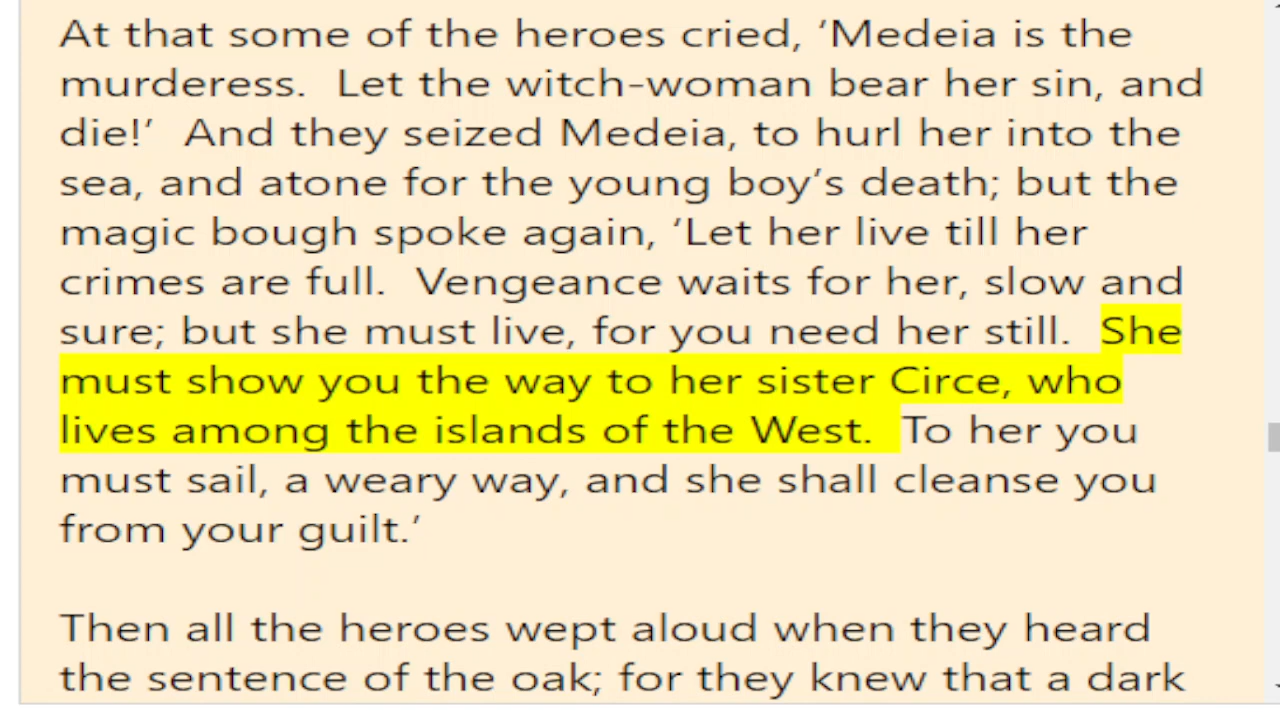 At that some of the heroes cried, ‘Medeia is the
murderess.  Let the witch-woman bear her sin, and
die!’  And they seized Medeia, to hurl her into the
sea, and atone for the young boy’s death; but the
magic bough spoke again, ‘Let her live till her
crimes are full.  Vengeance waits for her, slow and
sure; but she must live, for you need her still.  She
must show you the way to her sister Circe, who
lives among the islands of the West.  To her you
must sail, a weary way, and she shall cleanse you
from your guilt.’
Then all the heroes wept aloud when they heard
the sentence of the oak; for they knew that a dark